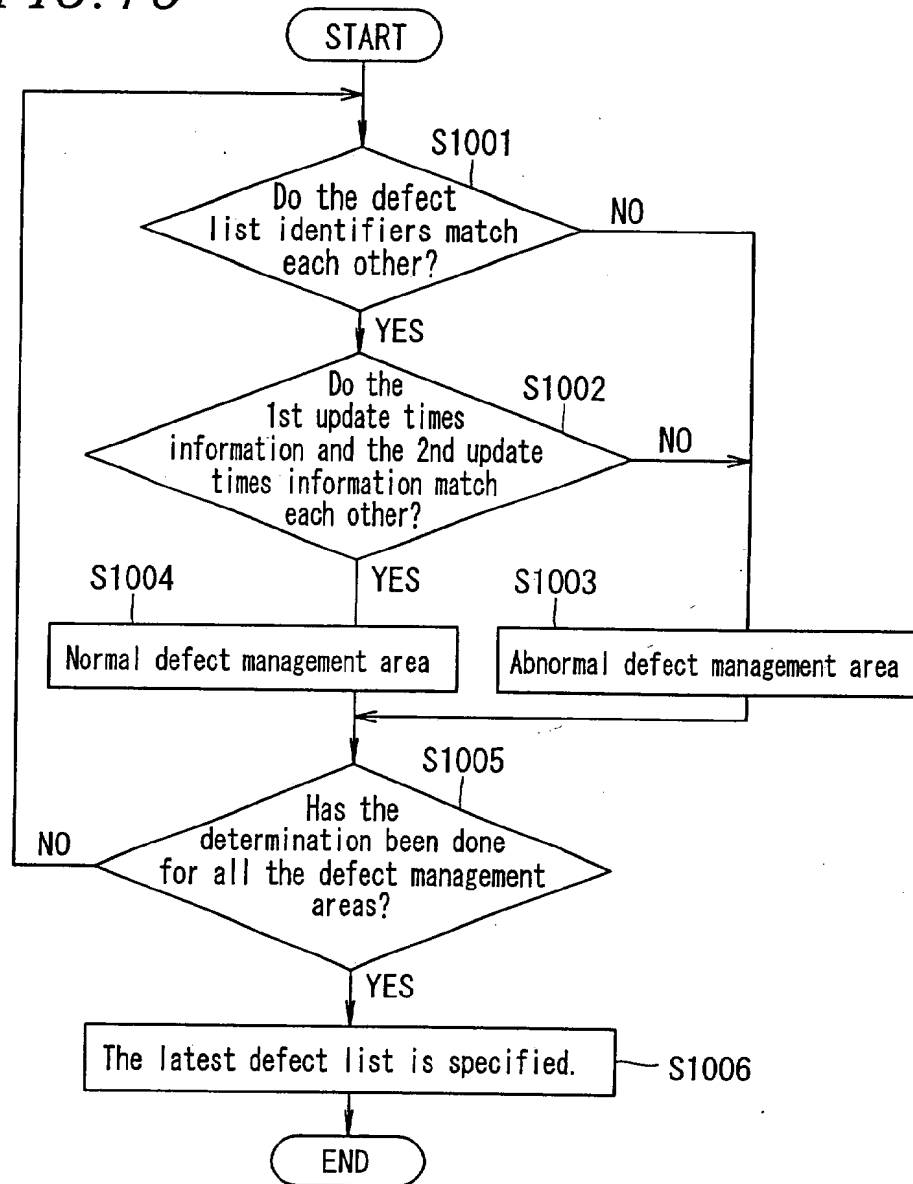 START
S1001
Do the defect
list identifiers match
each other?
NO
YES
S1002
Do the
1st update times
information and the 2nd update
times information match
each other?
NO
YES
S1004
S1003
Normal defect management area
Abnormal defect management area
S1005
Has the
determination been done
for all the defect management
areas?
NO
YES
The latest defect list is specified.
S1006
END